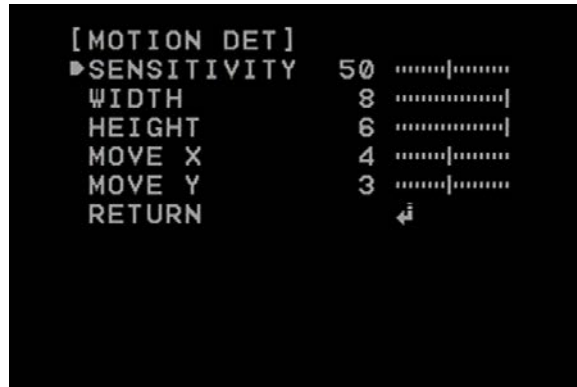 [MOTION DET]
SENSITIVITY 50
WIDTH 8
HEIGHT 6
MOVE X 4
MOVE Y 3
RETURN